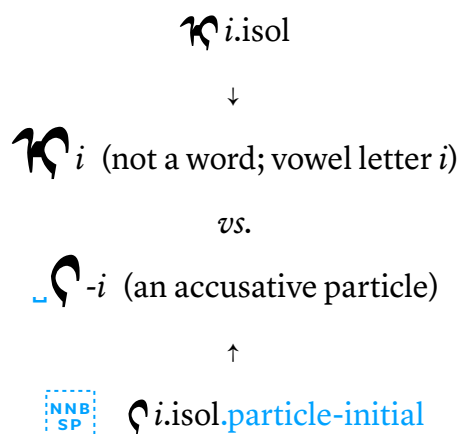 ᠢ i.isol
↓
ᠢ i (not a word; vowel letter i)
vs.
␣ᠢ -i (an accusative particle)
↑
NNB
SP
ᠢ i.isol.particle-initial